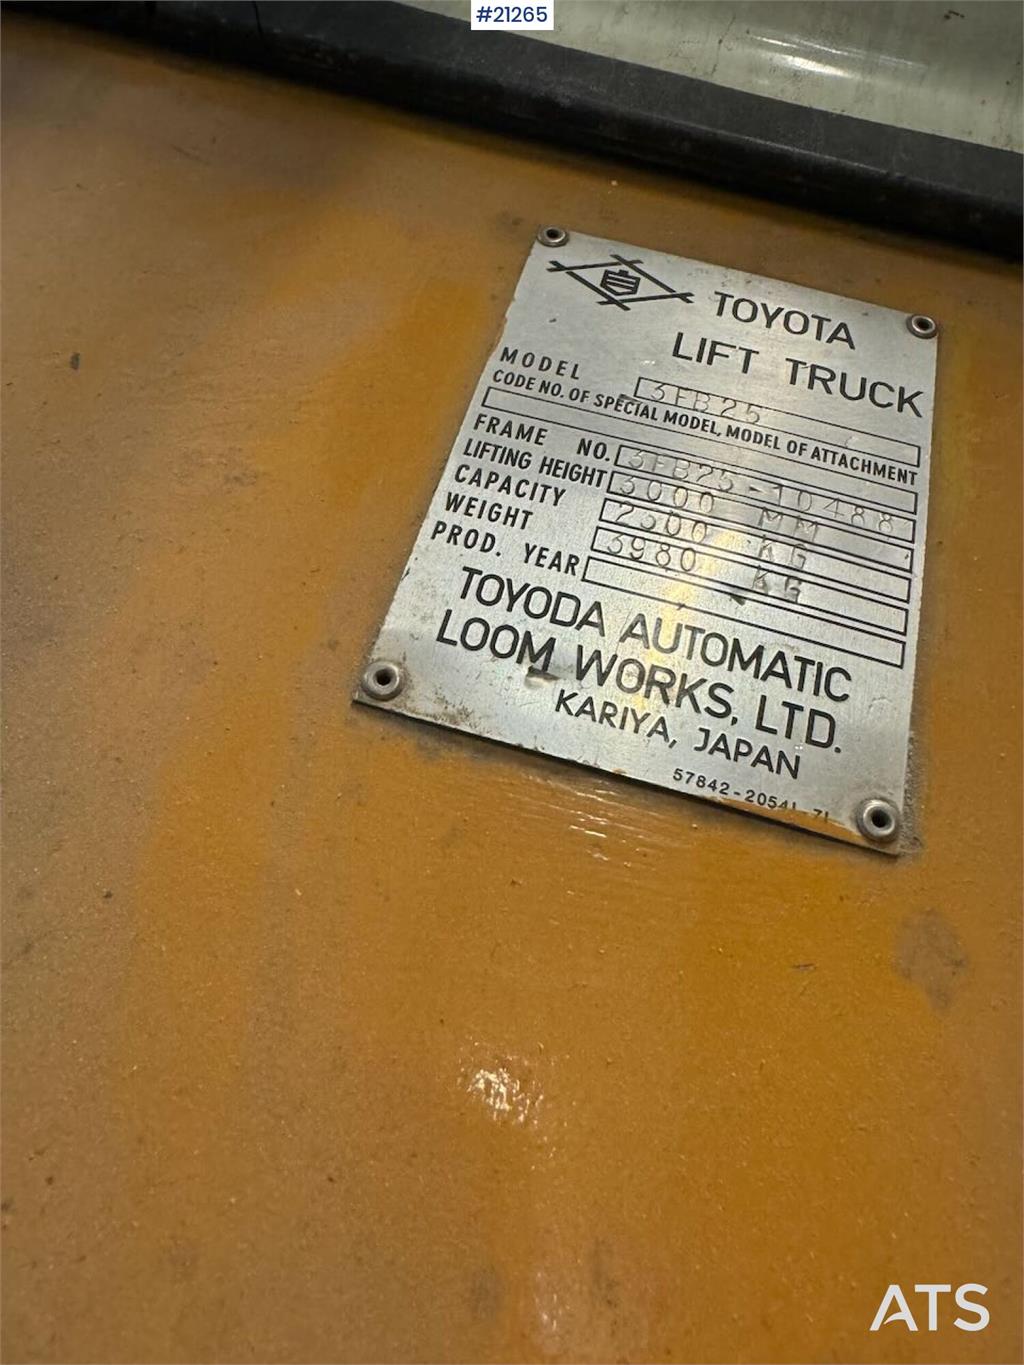 #21265
TOYOTA
LIFT TRUCK
MODEL 3FB25
CODE NO. OF SPECIAL MODEL, MODEL OF ATTACHMENT
FRAME NO. 3FB25-10488
LIFTING HEIGHT 3000 MM
CAPACITY 2300 KG
WEIGHT 3980 KG
PROD. YEAR
TOYODA AUTOMATIC
LOOM WORKS, LTD.
KARIYA, JAPAN
57842-20541-71
ATS